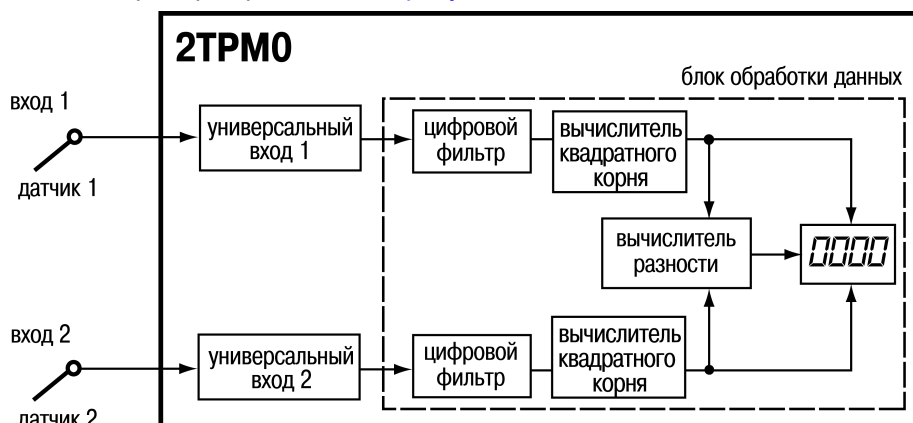 2ТРМ0
блок обработки данных
вход 1
датчик 1
универсальный
вход 1
цифровой
фильтр
вычислитель
квадратного
корня
вычислитель
разности
0000
вход 2
датчик 2
универсальный
вход 2
цифровой
фильтр
вычислитель
квадратного
корня